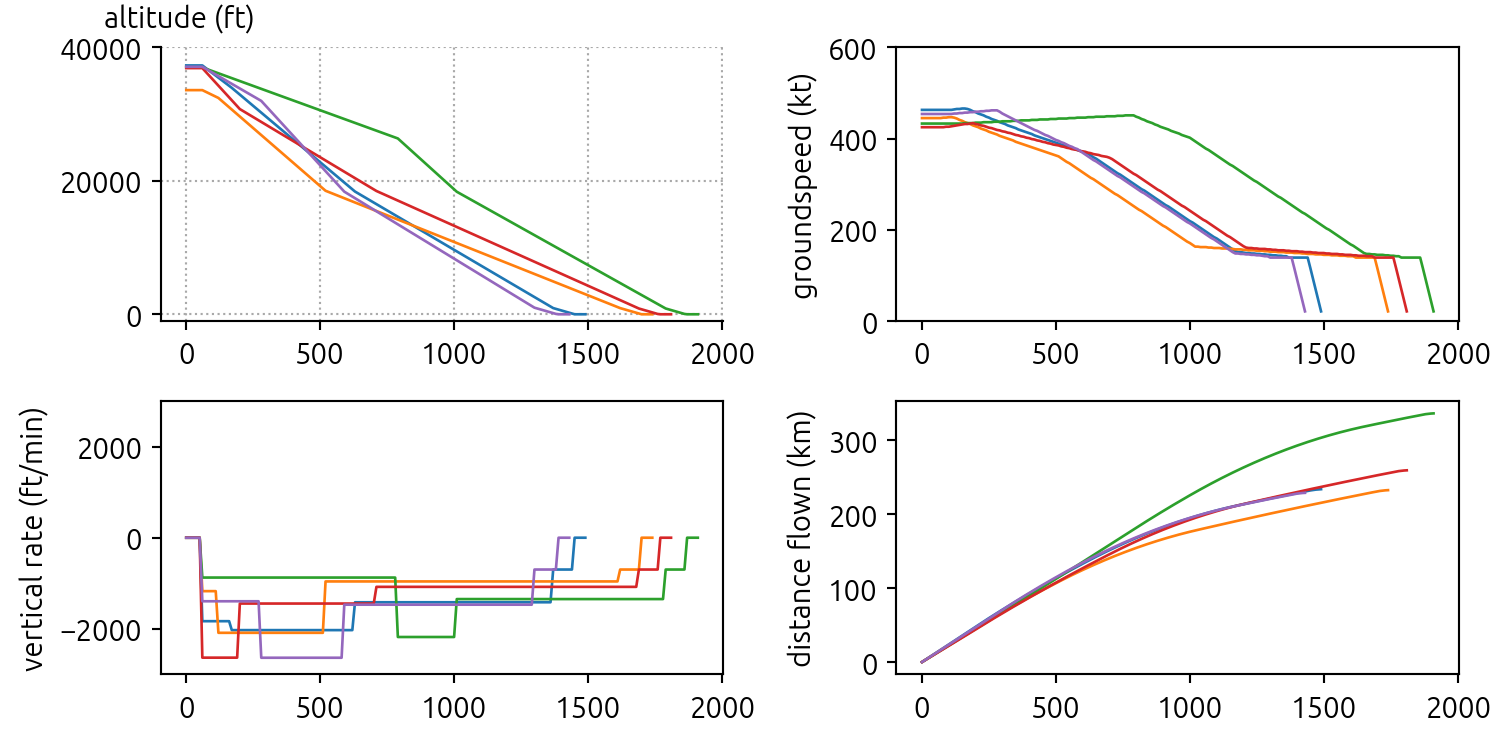 altitude (ft)
40000
20000
0
0 500 1000 1500 2000
groundspeed (kt)
600
400
200
0
0 500 1000 1500 2000
vertical rate (ft/min)
2000
0
−2000
0 500 1000 1500 2000
distance flown (km)
300
200
100
0
0 500 1000 1500 2000